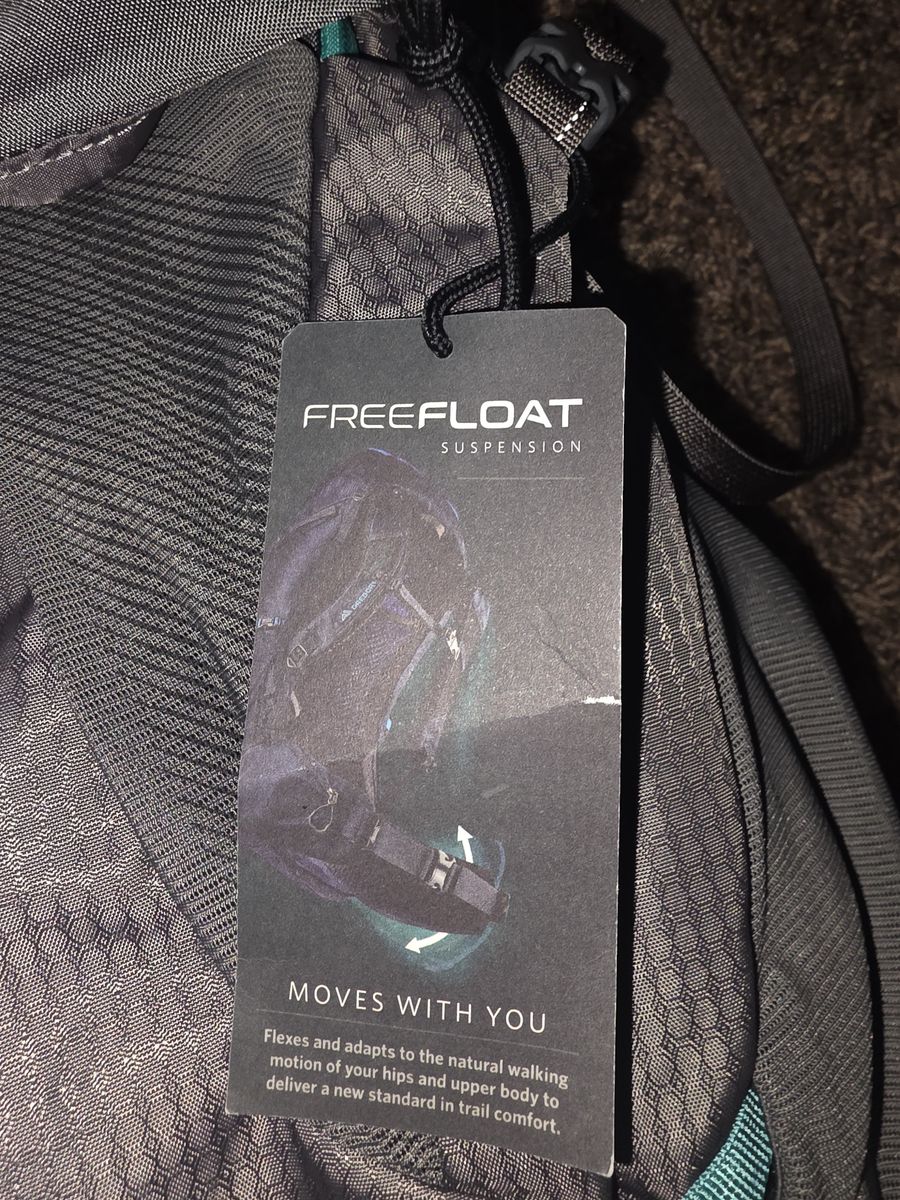 FREEFLOAT
SUSPENSION
GREGORY
MOVES WITH YOU
Flexes and adapts to the natural walking
motion of your hips and upper body to
deliver a new standard in trail comfort.